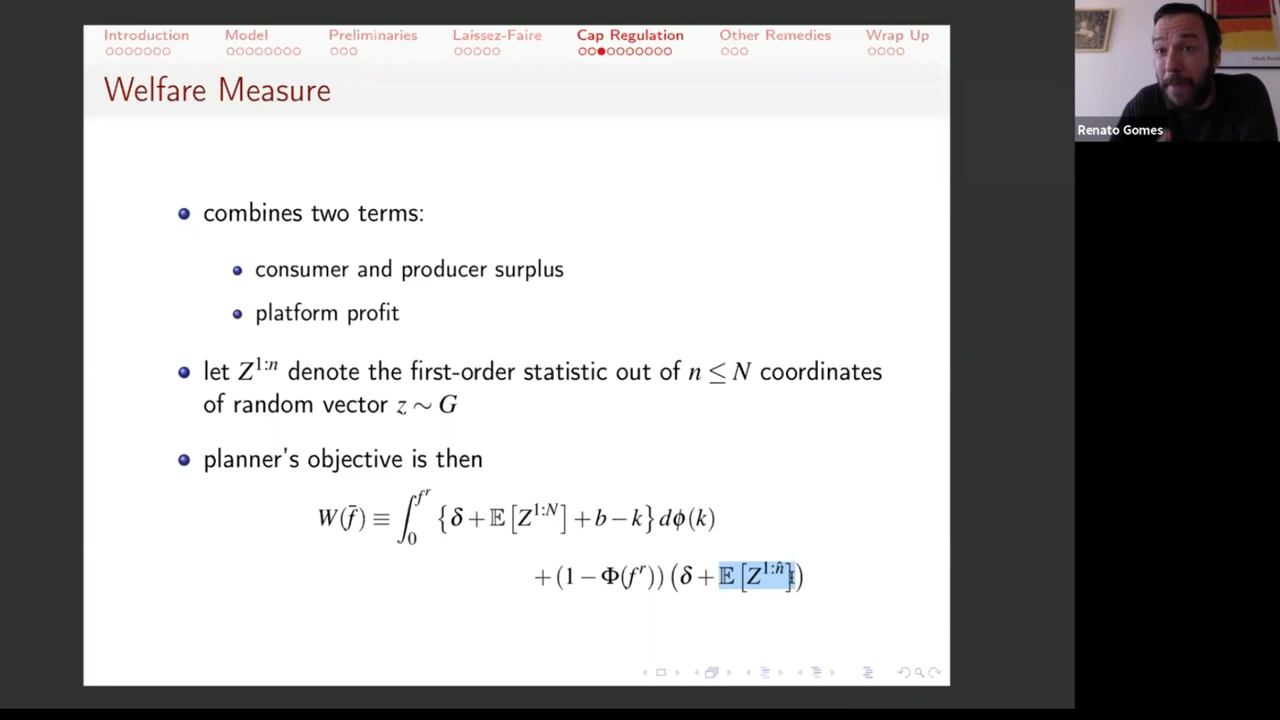 Introduction Model Preliminaries Laissez-Faire Cap Regulation Other Remedies Wrap Up
Welfare Measure
combines two terms:
consumer and producer surplus
platform profit
let Z^{1:n} denote the first-order statistic out of n ≤ N coordinates
of random vector z ∼ G
planner's objective is then
W(f̄) ≡ ∫_0^{f^r} {δ + 𝔼[Z^{1:N}] + b − k} dϕ(k)
+ (1 − Φ(f^r)) (δ + 𝔼[Z^{1:n̂}])
Renato Gomes